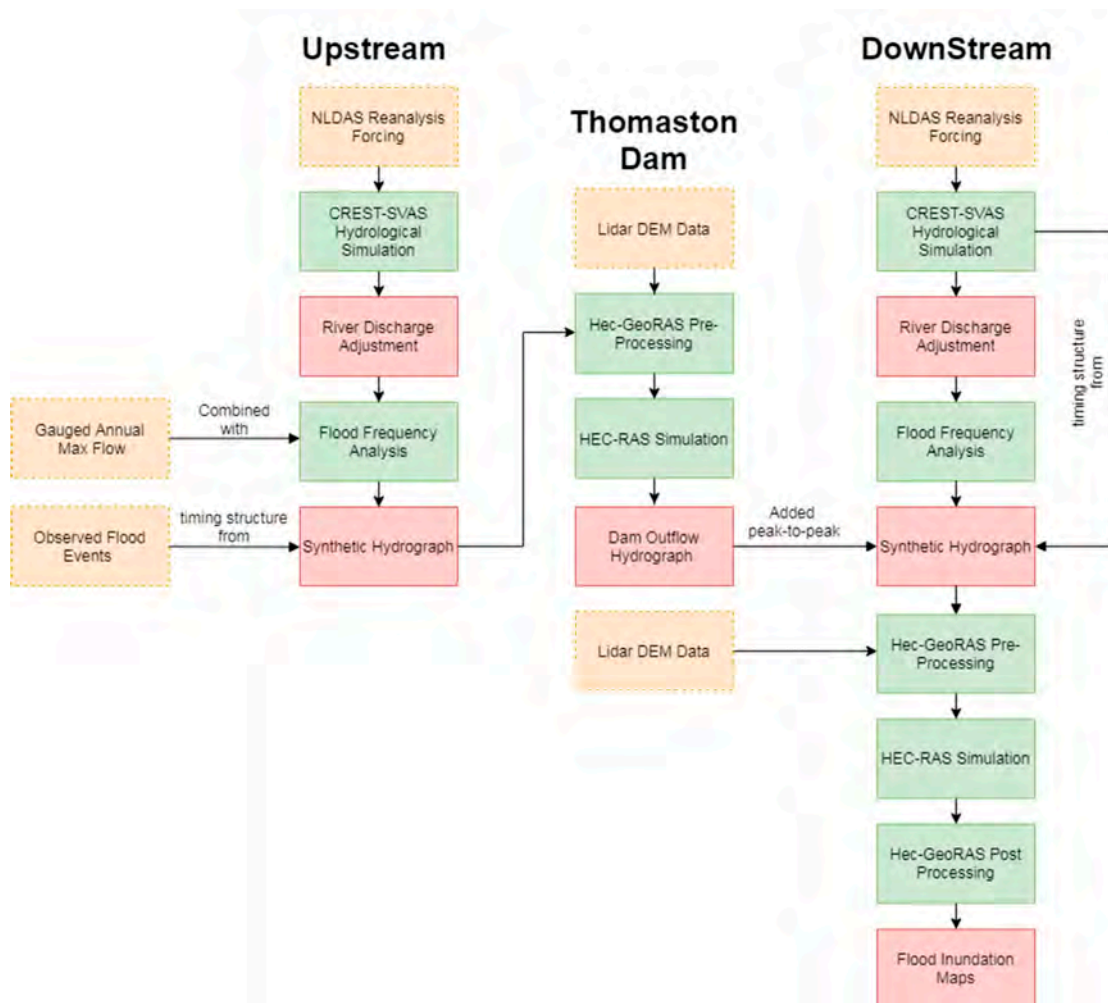 Upstream
NLDAS Reanalysis
Forcing
CREST-SVAS
Hydrological
Simulation
River Discharge
Adjustment
Gauged Annual
Max Flow
Combined
with
Flood Frequency
Analysis
Observed Flood
Events
timing structure
from
Synthetic Hydrograph
Thomaston
Dam
Lidar DEM Data
Hec-GeoRAS Pre-
Processing
HEC-RAS Simulation
Dam Outflow
Hydrograph
Added
peak-to-peak
Lidar DEM Data
DownStream
NLDAS Reanalysis
Forcing
CREST-SVAS
Hydrological
Simulation
River Discharge
Adjustment
timing structure
from
Flood Frequency
Analysis
Synthetic Hydrograph
Hec-GeoRAS Pre-
Processing
HEC-RAS Simulation
Hec-GeoRAS Post
Processing
Flood Inundation
Maps